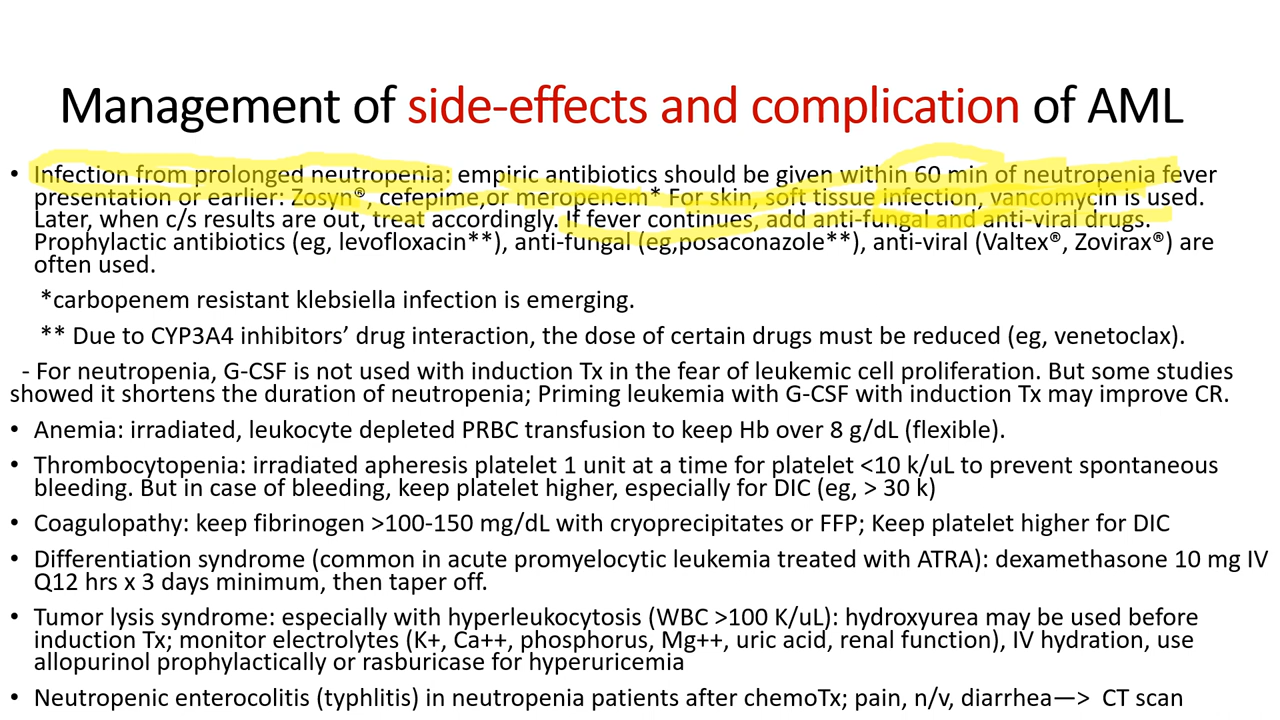 Management of side-effects and complication of AML
• Infection from prolonged neutropenia: empiric antibiotics should be given within 60 min of neutropenia fever
presentation or earlier: Zosyn®, cefepime,or meropenem* For skin, soft tissue infection, vancomycin is used.
Later, when c/s results are out, treat accordingly. If fever continues, add anti-fungal and anti-viral drugs.
Prophylactic antibiotics (eg, levofloxacin**), anti-fungal (eg,posaconazole**), anti-viral (Valtex®, Zovirax®) are
often used.
*carbopenem resistant klebsiella infection is emerging.
** Due to CYP3A4 inhibitors’ drug interaction, the dose of certain drugs must be reduced (eg, venetoclax).
- For neutropenia, G-CSF is not used with induction Tx in the fear of leukemic cell proliferation. But some studies
showed it shortens the duration of neutropenia; Priming leukemia with G-CSF with induction Tx may improve CR.
• Anemia: irradiated, leukocyte depleted PRBC transfusion to keep Hb over 8 g/dL (flexible).
• Thrombocytopenia: irradiated apheresis platelet 1 unit at a time for platelet <10 k/uL to prevent spontaneous
bleeding. But in case of bleeding, keep platelet higher, especially for DIC (eg, > 30 k)
• Coagulopathy: keep fibrinogen >100-150 mg/dL with cryoprecipitates or FFP; Keep platelet higher for DIC
• Differentiation syndrome (common in acute promyelocytic leukemia treated with ATRA): dexamethasone 10 mg IV
Q12 hrs x 3 days minimum, then taper off.
• Tumor lysis syndrome: especially with hyperleukocytosis (WBC >100 K/uL): hydroxyurea may be used before
induction Tx; monitor electrolytes (K+, Ca++, phosphorus, Mg++, uric acid, renal function), IV hydration, use
allopurinol prophylactically or rasburicase for hyperuricemia
• Neutropenic enterocolitis (typhlitis) in neutropenia patients after chemoTx; pain, n/v, diarrhea—> CT scan